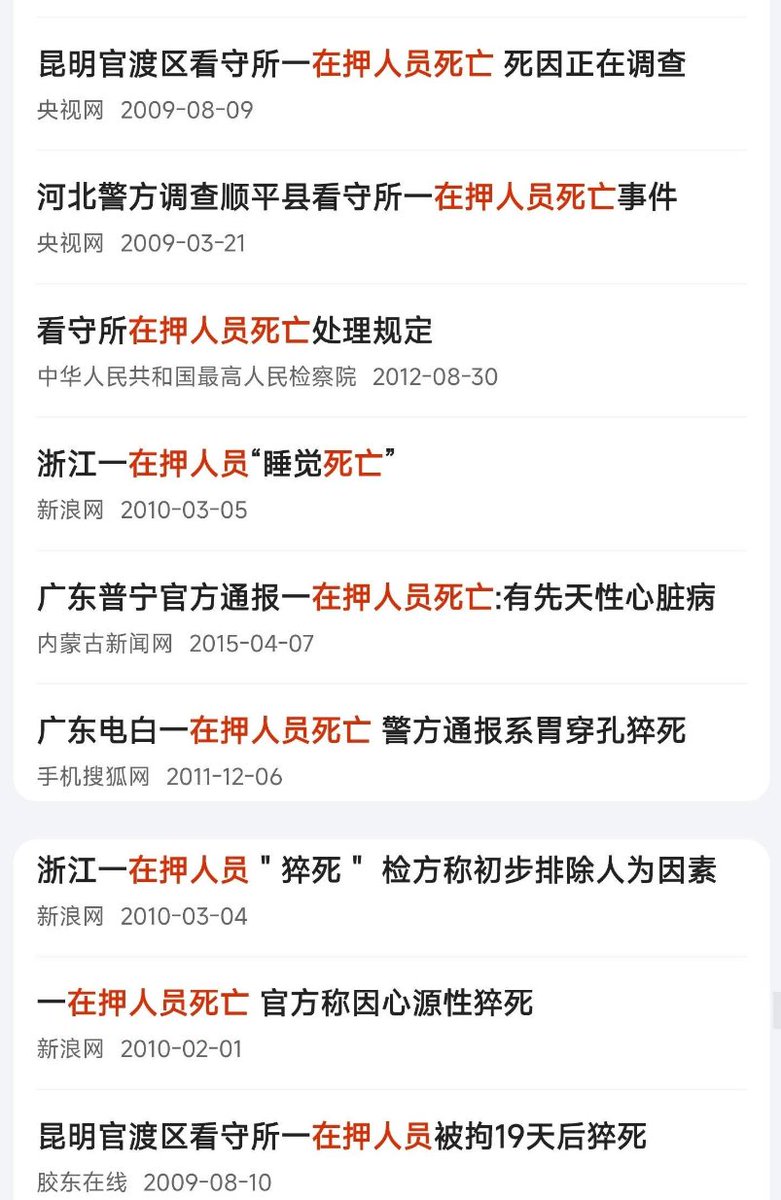 昆明官渡区看守所一在押人员死亡 死因正在调查
央视网 2009-08-09
河北警方调查顺平县看守所一在押人员死亡事件
央视网 2009-03-21
看守所在押人员死亡处理规定
中华人民共和国最高人民检察院 2012-08-30
浙江一在押人员“睡觉死亡”
新浪网 2010-03-05
广东普宁官方通报一在押人员死亡:有先天性心脏病
内蒙古新闻网 2015-04-07
广东电白一在押人员死亡 警方通报系胃穿孔猝死
手机搜狐网 2011-12-06
浙江一在押人员＂猝死＂ 检方称初步排除人为因素
新浪网 2010-03-04
一在押人员死亡 官方称因心源性猝死
新浪网 2010-02-01
昆明官渡区看守所一在押人员被拘19天后猝死
胶东在线 2009-08-10